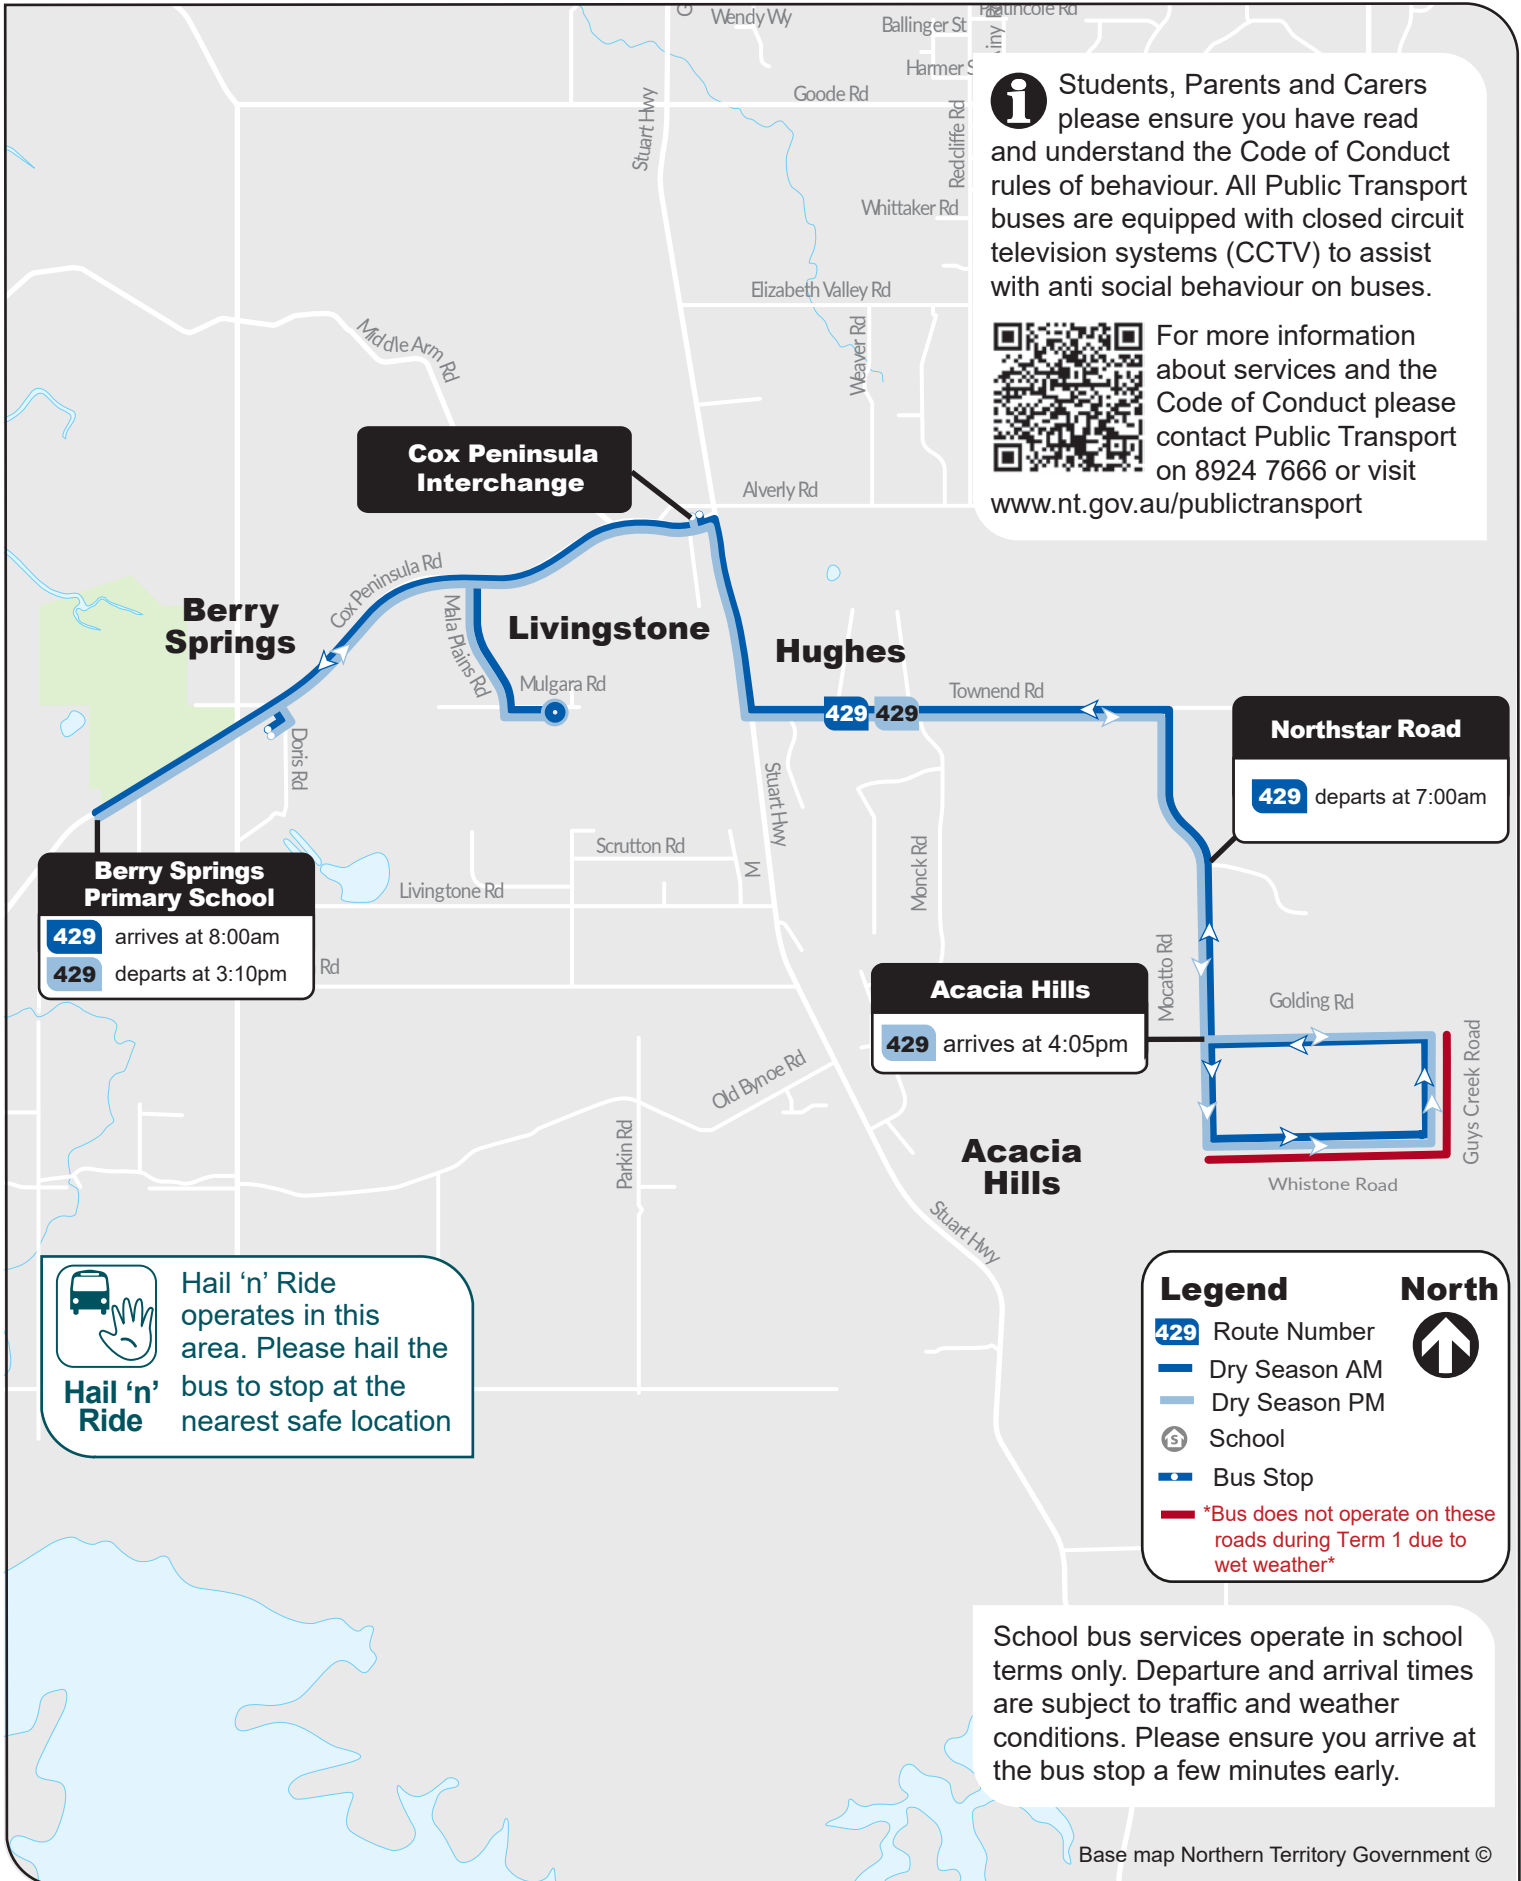 Wendy Wy
Ballinger St
Harmer S
Goode Rd
Stuart Hwy
Redcliffe Rd
Whittaker Rd
Elizabeth Valley Rd
Weaver Rd
Middle Arm Rd
Alverly Rd
Students, Parents and Carers
please ensure you have read
and understand the Code of Conduct
rules of behaviour. All Public Transport
buses are equipped with closed circuit
television systems (CCTV) to assist
with anti social behaviour on buses.
For more information
about services and the
Code of Conduct please
contact Public Transport
on 8924 7666 or visit
www.nt.gov.au/publictransport
Cox Peninsula
Interchange
Cox Peninsula Rd
Berry
Springs
Mala Plains Rd
Livingstone
Mulgara Rd
Hughes
429 429
Townend Rd
Doris Rd
Stuart Hwy
Northstar Road
429 departs at 7:00am
Scrutton Rd
M
Monck Rd
Livingtone Rd
Berry Springs
Primary School
429 arrives at 8:00am
429 departs at 3:10pm
Rd
Mocatto Rd
Acacia Hills
429 arrives at 4:05pm
Golding Rd
Guys Creek Road
Whistone Road
Old Bynoe Rd
Parkin Rd
Acacia
Hills
Stuart Hwy
Hail ‘n’ Ride
operates in this
area. Please hail the
bus to stop at the
nearest safe location
Hail ‘n’
Ride
Legend
North
429 Route Number
Dry Season AM
Dry Season PM
S School
Bus Stop
*Bus does not operate on these
roads during Term 1 due to
wet weather*
School bus services operate in school
terms only. Departure and arrival times
are subject to traffic and weather
conditions. Please ensure you arrive at
the bus stop a few minutes early.
Base map Northern Territory Government ©